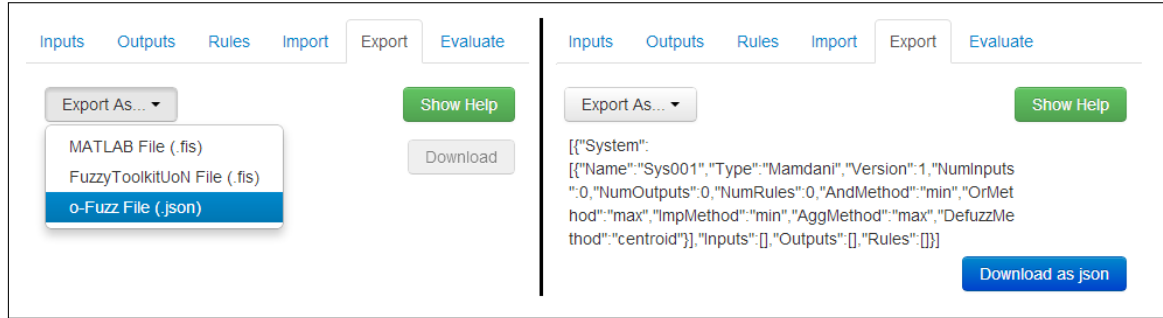 Inputs Outputs Rules Import Export Evaluate
Export As...
Show Help
MATLAB File (.fis)
Download
FuzzyToolkitUoN File (.fis)
o-Fuzz File (.json)
Inputs Outputs Rules Import Export Evaluate
Export As...
Show Help
[{"System":
[{"Name":"Sys001","Type":"Mamdani","Version":1,"NumInputs
":0,"NumOutputs":0,"NumRules":0,"AndMethod":"min","OrMet
hod":"max","ImpMethod":"min","AggMethod":"max","DefuzzMe
thod":"centroid"}],"Inputs":[],"Outputs":[],"Rules":[]}]
Download as json